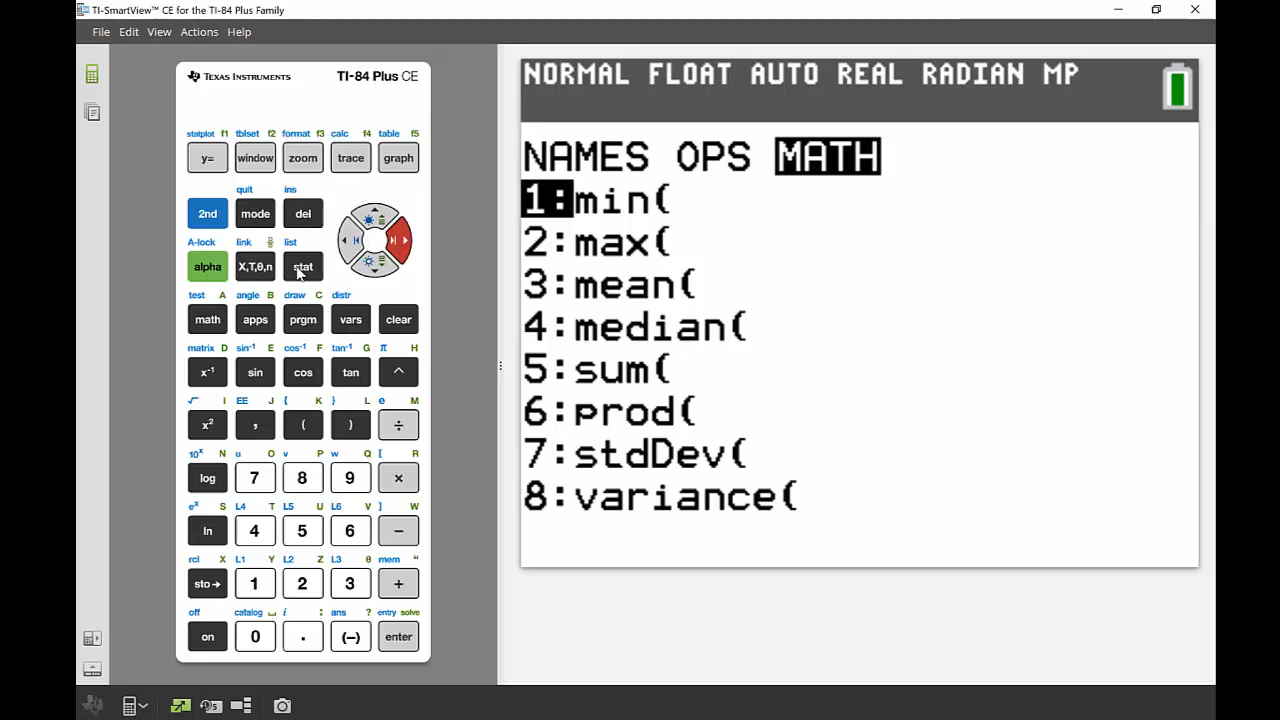 TI-SmartView™ CE for the TI-84 Plus Family
File Edit View Actions Help
TEXAS INSTRUMENTS TI-84 Plus CE
statplot f1 tblset f2 format f3 calc f4 table f5
y= window zoom trace graph
quit ins
2nd mode del
A-lock link list
alpha X,T,θ,n stat
test A angle B draw C distr
math apps prgm vars clear
matrix D sin⁻¹ E cos⁻¹ F tan⁻¹ G π H
x⁻¹ sin cos tan ^
√ I EE J { K } L e M
x² , ( ) ÷
10ˣ N u O v P w Q [ R
log 7 8 9 ×
eˣ S L4 T L5 U L6 V ] W
ln 4 5 6 −
rcl X L1 Y L2 Z L3 θ mem “
sto→ 1 2 3 +
off catalog ⎵ i : ans ? entry solve
on 0 . (−) enter
NORMAL FLOAT AUTO REAL RADIAN MP
NAMES OPS MATH
1:min(
2:max(
3:mean(
4:median(
5:sum(
6:prod(
7:stdDev(
8:variance(